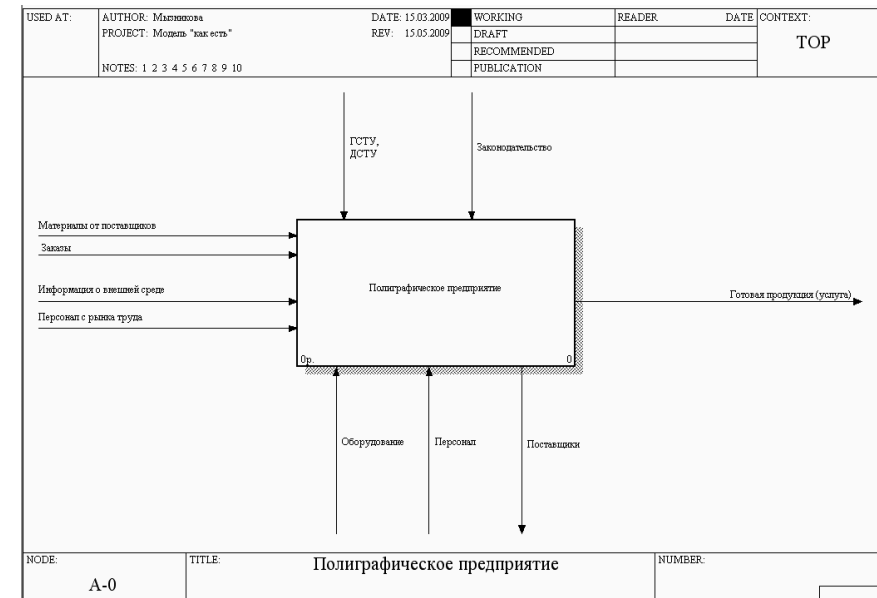 USED AT:
AUTHOR: Мызникова
DATE: 15.03.2009
WORKING
READER
DATE
CONTEXT:
PROJECT: Модель "как есть"
REV: 15.05.2009
DRAFT
TOP
RECOMMENDED
NOTES: 1 2 3 4 5 6 7 8 9 10
PUBLICATION
ГСТУ,
ДСТУ
Законодательство
Материалы от поставщиков
Заказы
Информация о внешней среде
Полиграфическое предприятие
Готовая продукция (услуга)
Персонал с рынка труда
0р.
0
Оборудование
Персонал
Поставщики
NODE:
TITLE:
Полиграфическое предприятие
NUMBER:
A-0